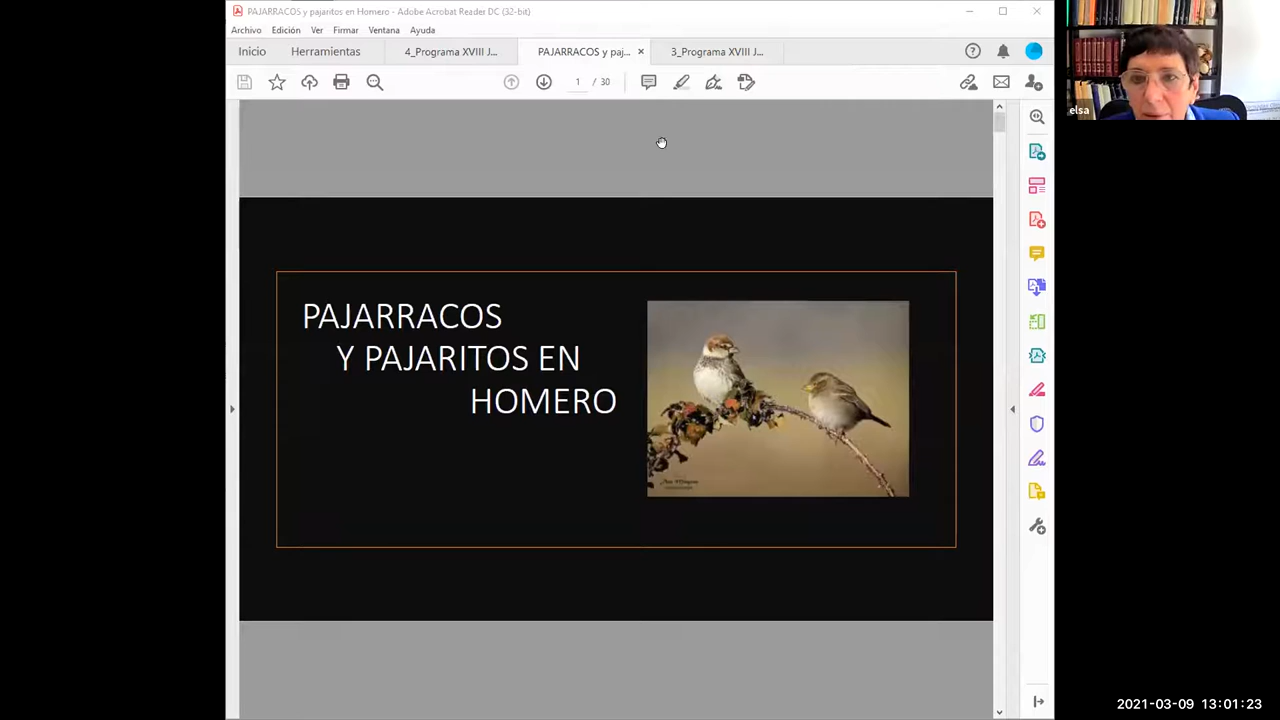 PAJARRACOS y pajaritos en Homero - Adobe Acrobat Reader DC (32-bit)
Archivo Edición Ver Firmar Ventana Ayuda
Inicio Herramientas 4_Programa XVIII J... PAJARRACOS y paj... × 3_Programa XVIII J...
1 / 30
elsa
PAJARRACOS
Y PAJARITOS EN
HOMERO
2021-03-09 13:01:23